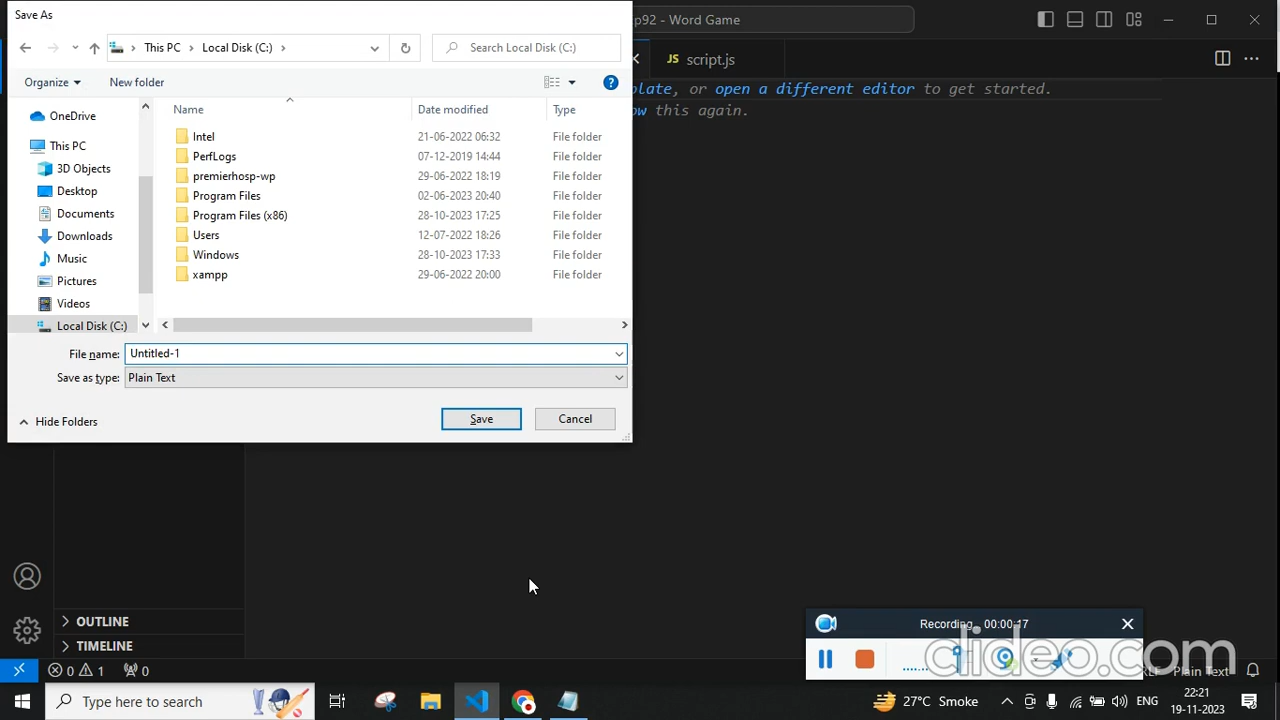 Save As
p92 - Word Game
This PC
Local Disk (C:)
Search Local Disk (C:)
JS script.js
Organize
New folder
plate, or open a different editor to get started.
ow this again.
Name
Date modified
Type
OneDrive
This PC
3D Objects
Desktop
Documents
Downloads
Music
Pictures
Videos
Local Disk (C:)
Intel 21-06-2022 06:32 File folder
PerfLogs 07-12-2019 14:44 File folder
premierhosp-wp 29-06-2022 18:19 File folder
Program Files 02-06-2023 20:40 File folder
Program Files (x86) 28-10-2023 17:25 File folder
Users 12-07-2022 18:26 File folder
Windows 28-10-2023 17:33 File folder
xampp 29-06-2022 20:00 File folder
File name: Untitled-1
Save as type: Plain Text
Hide Folders
Save
Cancel
OUTLINE
TIMELINE
Recording... 00:00:17
clideo.com
0 1 0
LF Plain Text
Type here to search
27°C Smoke
ENG
22:21
19-11-2023